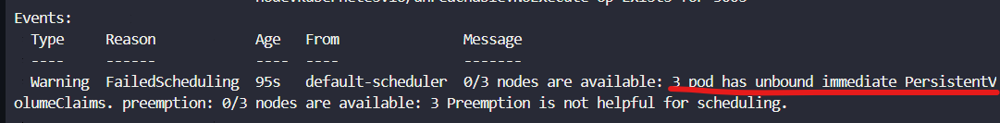 Events:
  Type     Reason            Age   From               Message
  ----     ------            ----  ----               -------
  Warning  FailedScheduling  95s   default-scheduler  0/3 nodes are available: 3 pod has unbound immediate PersistentV
olumeClaims. preemption: 0/3 nodes are available: 3 Preemption is not helpful for scheduling.